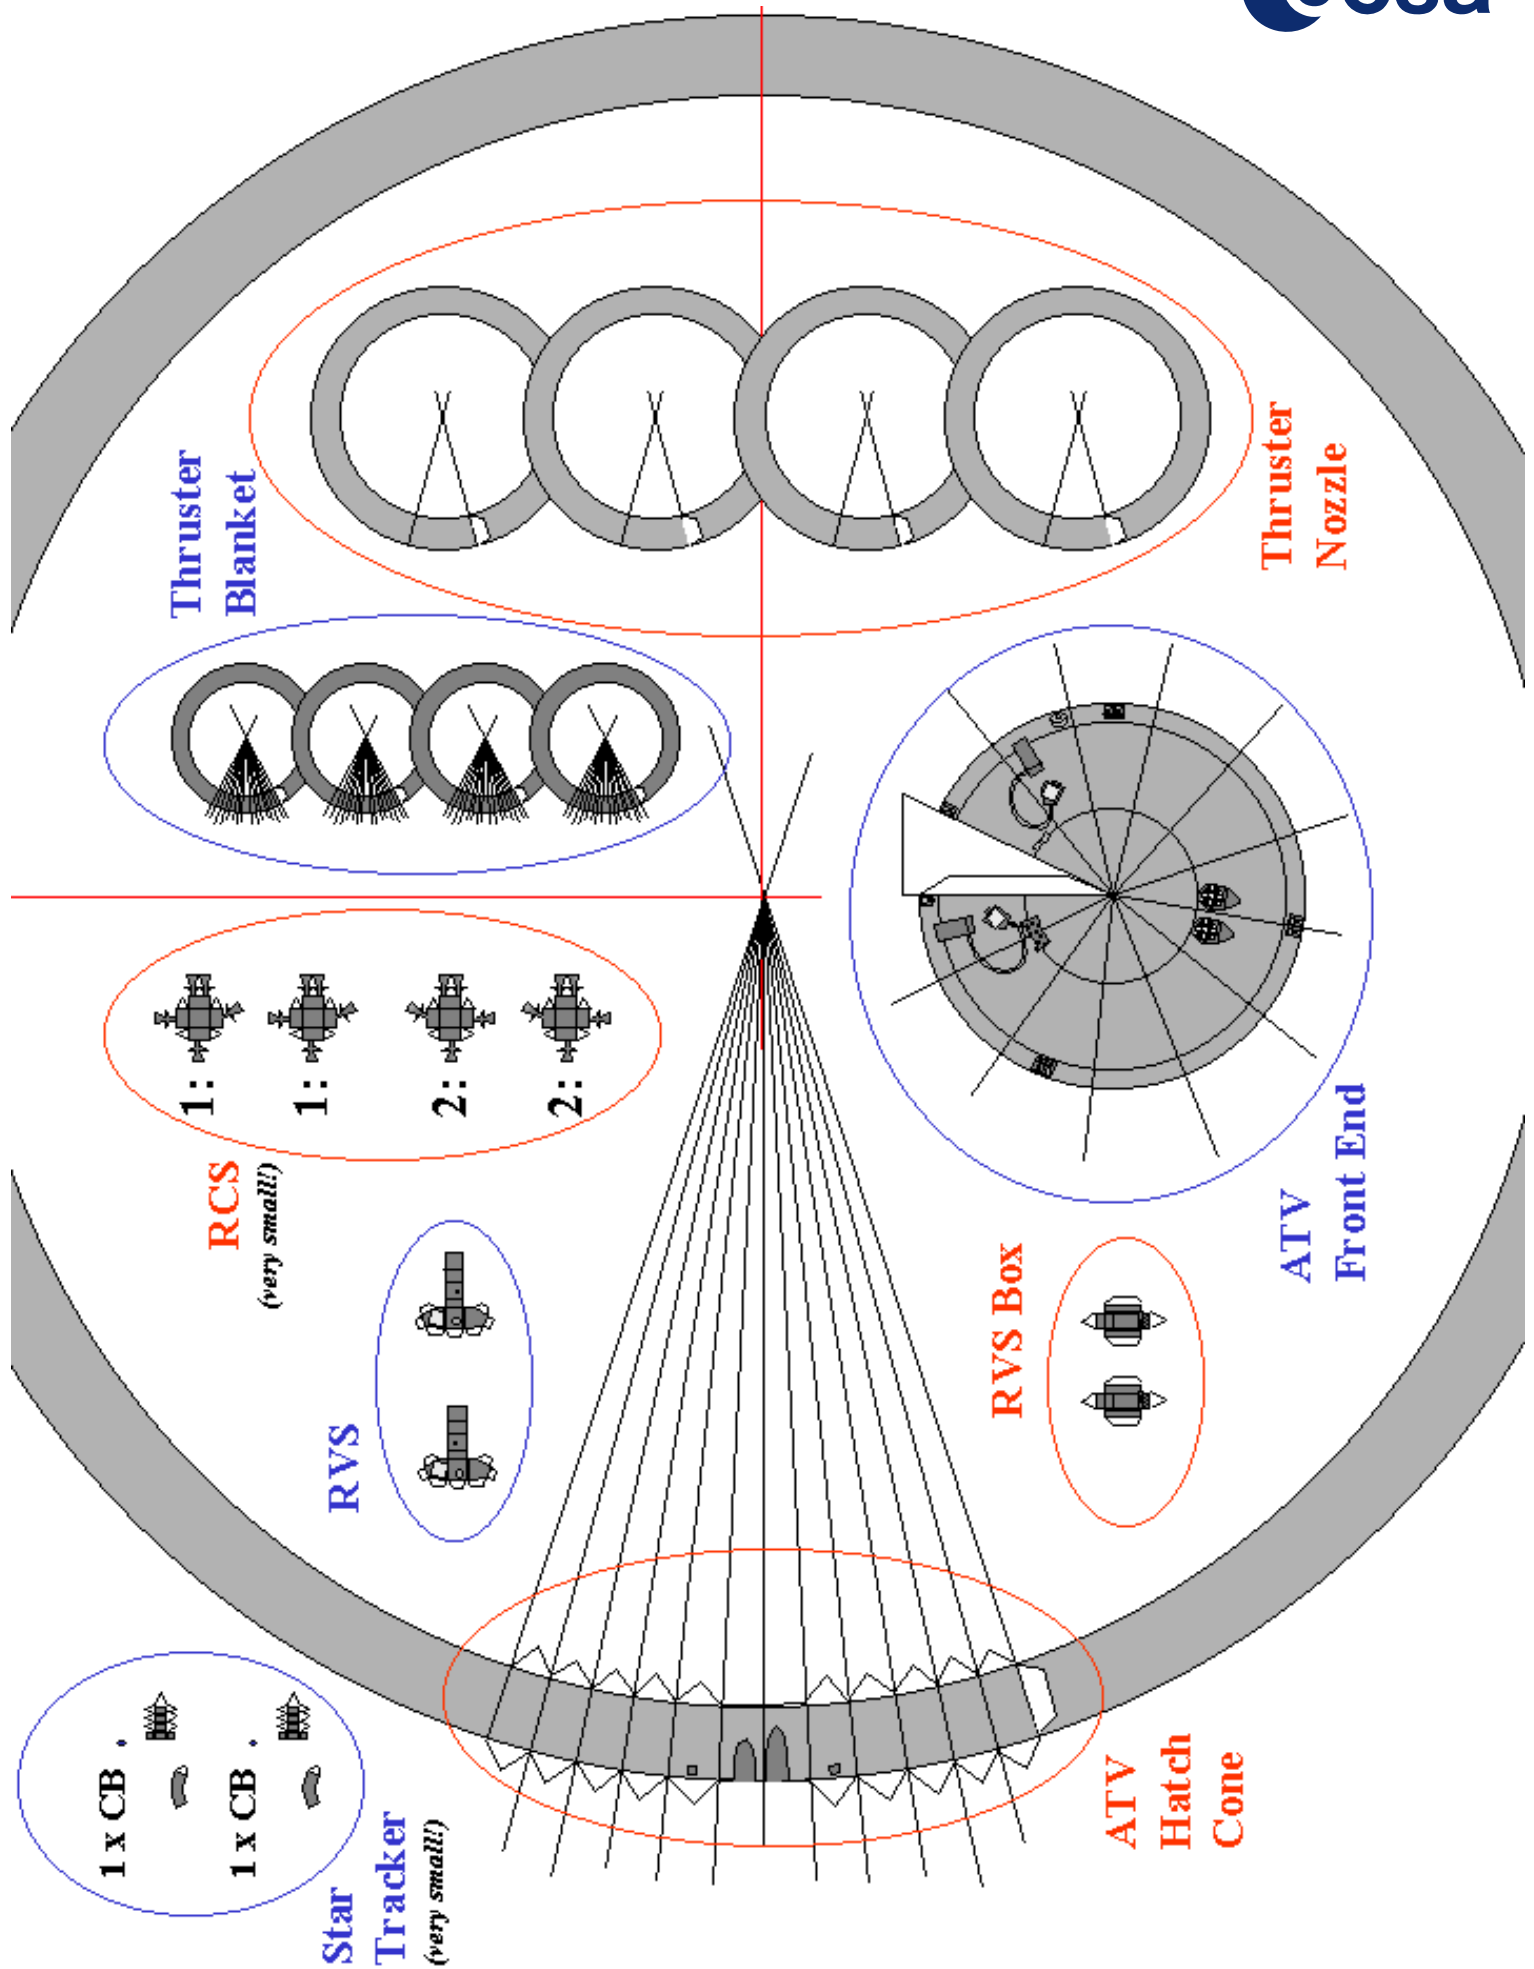 esa
Thruster
Blanket
Thruster
Nozzle
1:
1:
2:
2:
RCS
(very small!)
RVS
RVS Box
ATV
Front End
1 x CB
1 x CB
Star
Tracker
(very small!)
ATV
Hatch
Cone